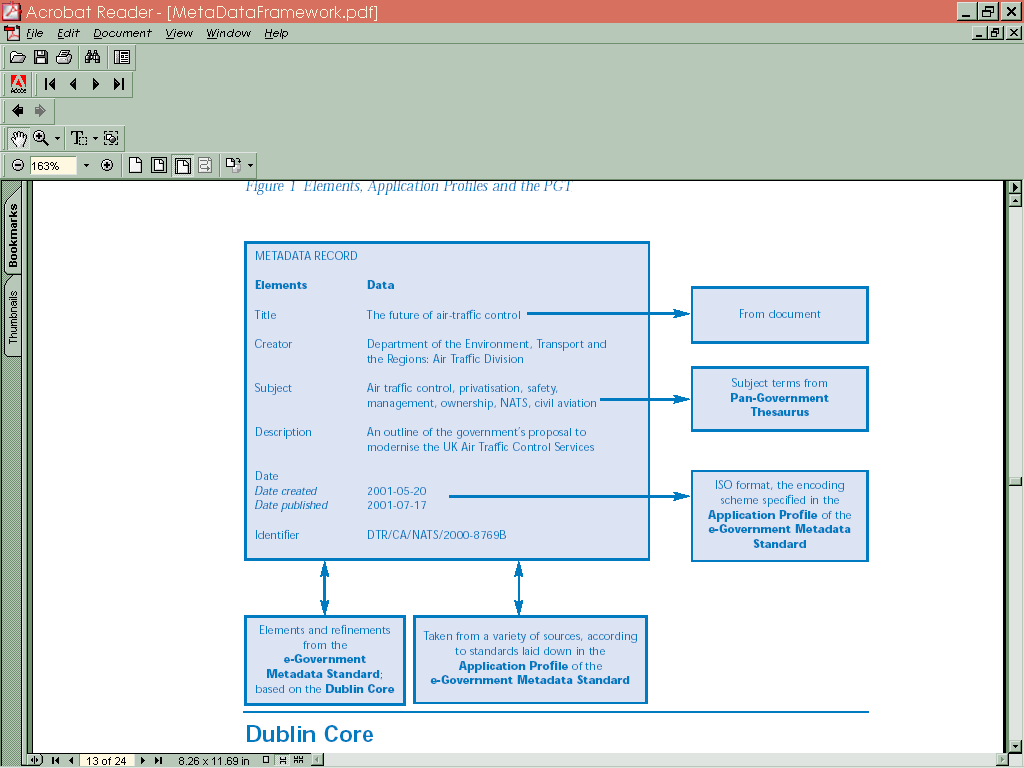 Acrobat Reader - [MetaDataFramework.pdf]
File Edit Document View Window Help
Adobe
163%
Bookmarks
Thumbnails
Figure 1 Elements, Application Profiles and the PGT
METADATA RECORD
Elements Data
Title The future of air-traffic control
From document
Creator Department of the Environment, Transport and
the Regions: Air Traffic Division
Subject Air traffic control, privatisation, safety,
management, ownership, NATS, civil aviation
Subject terms from
Pan-Government
Thesaurus
Description An outline of the government's proposal to
modernise the UK Air Traffic Control Services
Date
Date created 2001-05-20
Date published 2001-07-17
ISO format, the encoding
scheme specified in the
Application Profile of the
e-Government Metadata
Standard
Identifier DTR/CA/NATS/2000-8769B
Elements and refinements
from the
e-Government
Metadata Standard;
based on the Dublin Core
Taken from a variety of sources, according
to standards laid down in the
Application Profile of the
e-Government Metadata Standard
Dublin Core
13 of 24 8.26 x 11.69 in